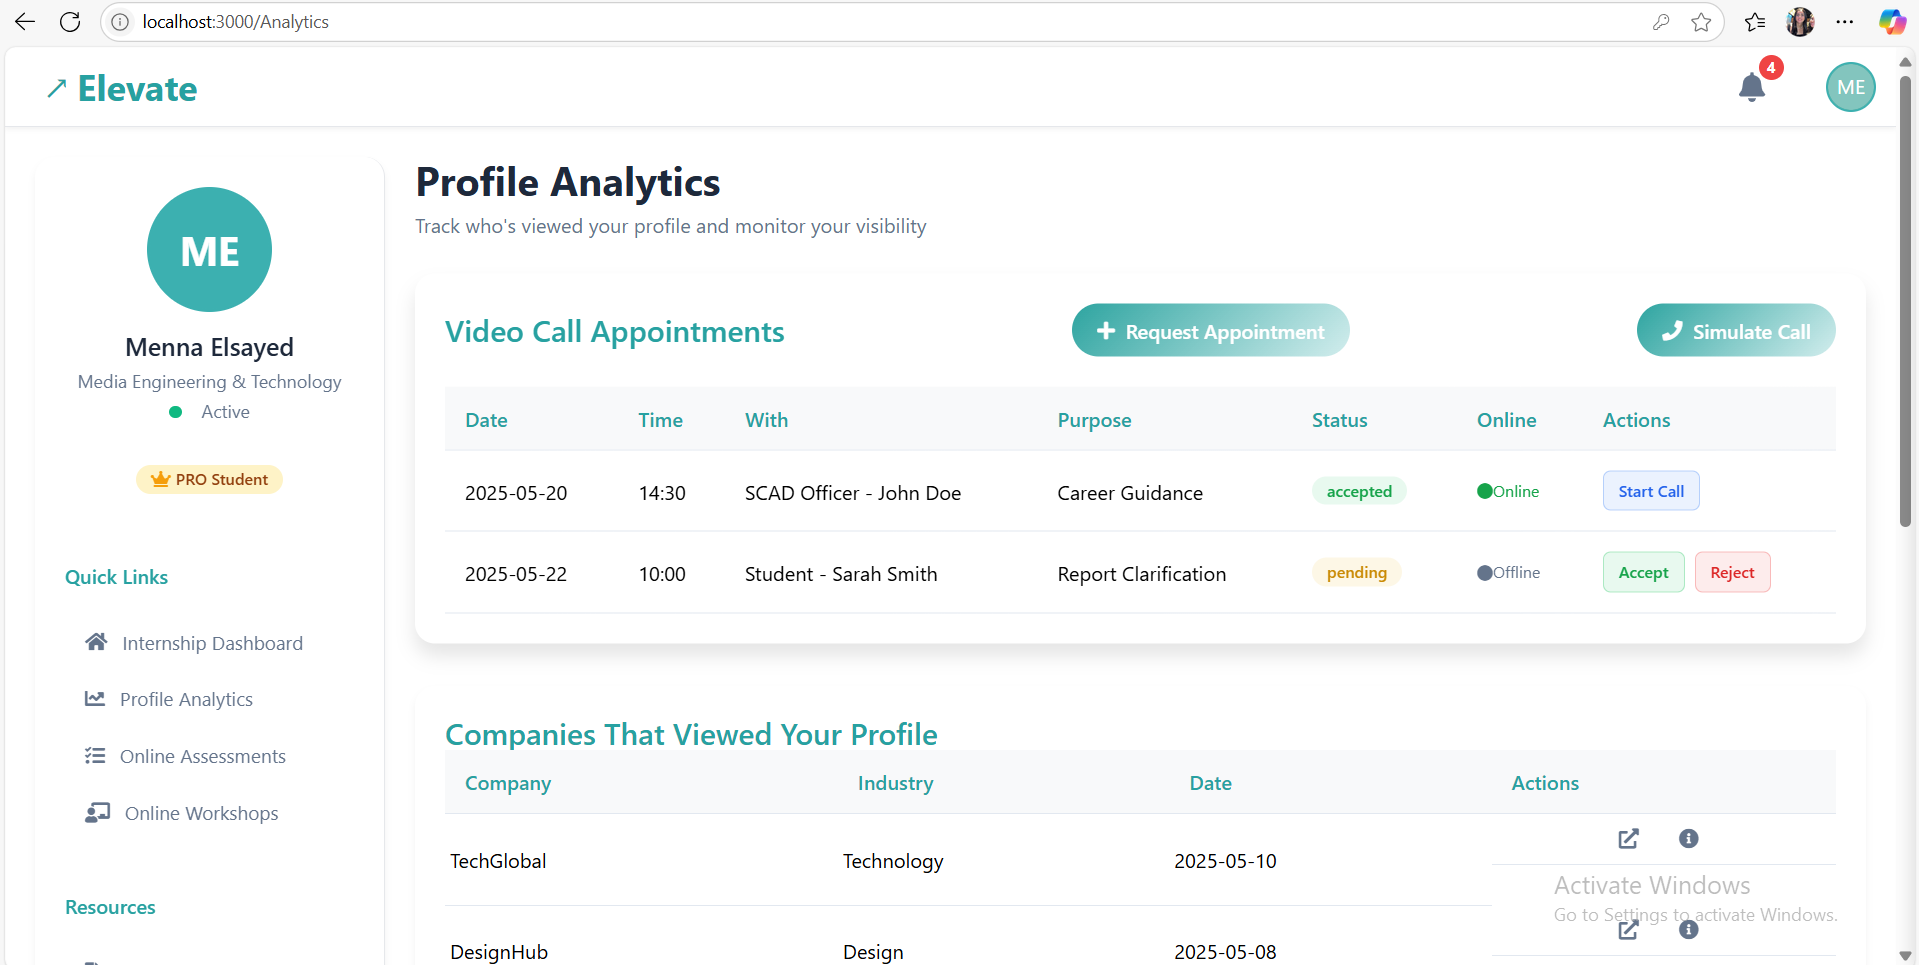 localhost:3000/Analytics
Elevate
4
ME
ME
Menna Elsayed
Media Engineering & Technology
Active
PRO Student
Quick Links
Internship Dashboard
Profile Analytics
Online Assessments
Online Workshops
Resources
Profile Analytics
Track who's viewed your profile and monitor your visibility
Video Call Appointments
Request Appointment
Simulate Call
Date Time With Purpose Status Online Actions
2025-05-20 14:30 SCAD Officer - John Doe Career Guidance accepted Online Start Call
2025-05-22 10:00 Student - Sarah Smith Report Clarification pending Offline Accept Reject
Companies That Viewed Your Profile
Company Industry Date Actions
TechGlobal Technology 2025-05-10
DesignHub Design 2025-05-08
Activate Windows
Go to Settings to activate Windows.